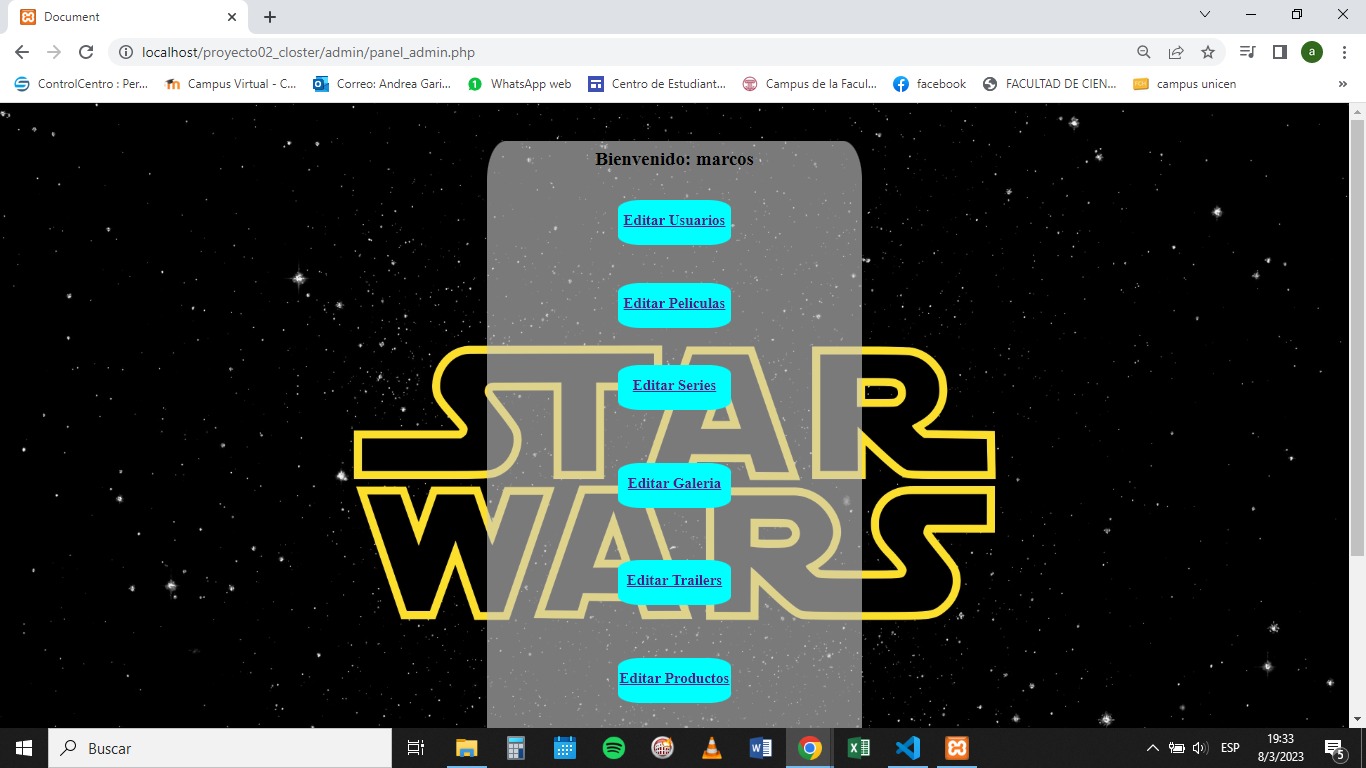 Document
localhost/proyecto02_closter/admin/panel_admin.php
a
ControlCentro : Per... Campus Virtual - C... Correo: Andrea Gari... 1 WhatsApp web Centro de Estudiant... Campus de la Facul... facebook FACULTAD DE CIEN... campus unicen »
Bienvenido: marcos
Editar Usuarios
Editar Peliculas
STAR
Editar Series
WARS
Editar Galeria
Editar Trailers
Editar Productos
Buscar
ESP
19:33
8/3/2023
5